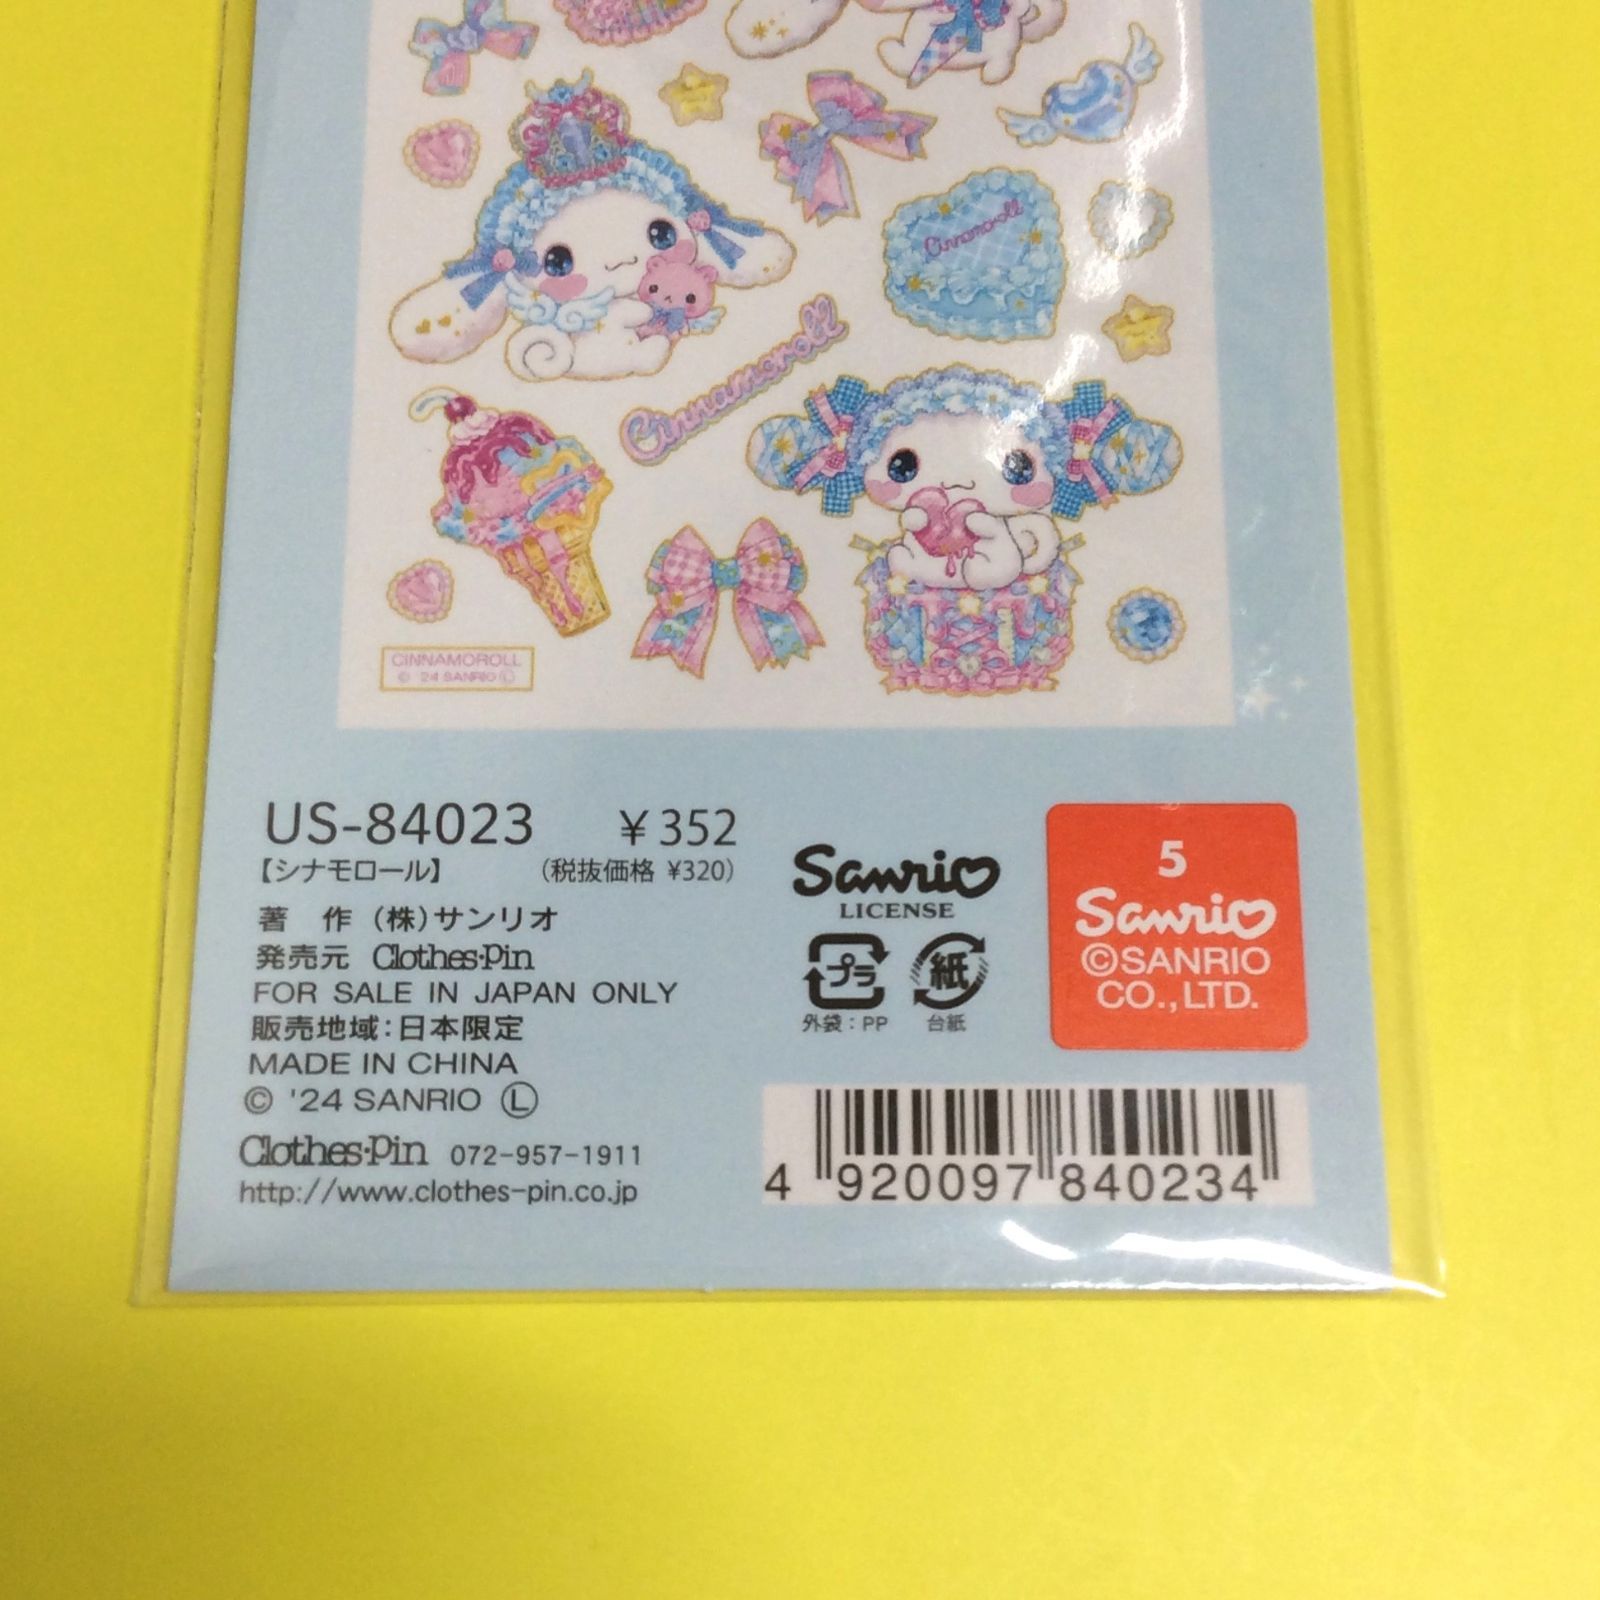 Cinnamoroll
Cinnamoroll
CINNAMOROLL
© '24 SANRIO Ⓛ
US-84023 ￥352
【シナモロール】 (税抜価格 ¥320)
著 作 (株)サンリオ
発売元 Clothes・Pin
FOR SALE IN JAPAN ONLY
販売地域:日本限定
MADE IN CHINA
© '24 SANRIO Ⓛ
Clothes・Pin 072-957-1911
http://www.clothes-pin.co.jp
Sanrio
LICENSE
プラ 紙
外袋:PP 台紙
5
Sanrio
©SANRIO
CO.,LTD.
4 920097 840234